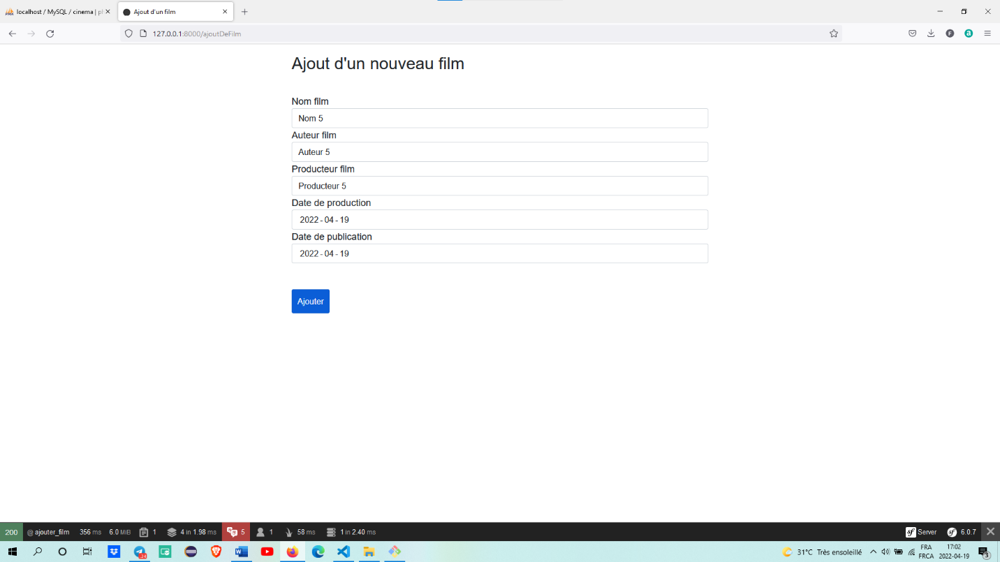 localhost / MySQL / cinema | pl
Ajout d'un film
127.0.0.1:8000/ajoutDeFilm
Ajout d'un nouveau film
Nom film
Nom 5
Auteur film
Auteur 5
Producteur film
Producteur 5
Date de production
2022 - 04 - 19
Date de publication
2022 - 04 - 19
Ajouter
200 @ ajouter_film 356 ms 6.0 MiB 1 4 in 1.98 ms 5 1 58 ms 1 in 2.40 ms Server 6.0.7
31°C Très ensoleillé FRA 17:02
FRCA 2022-04-19 3